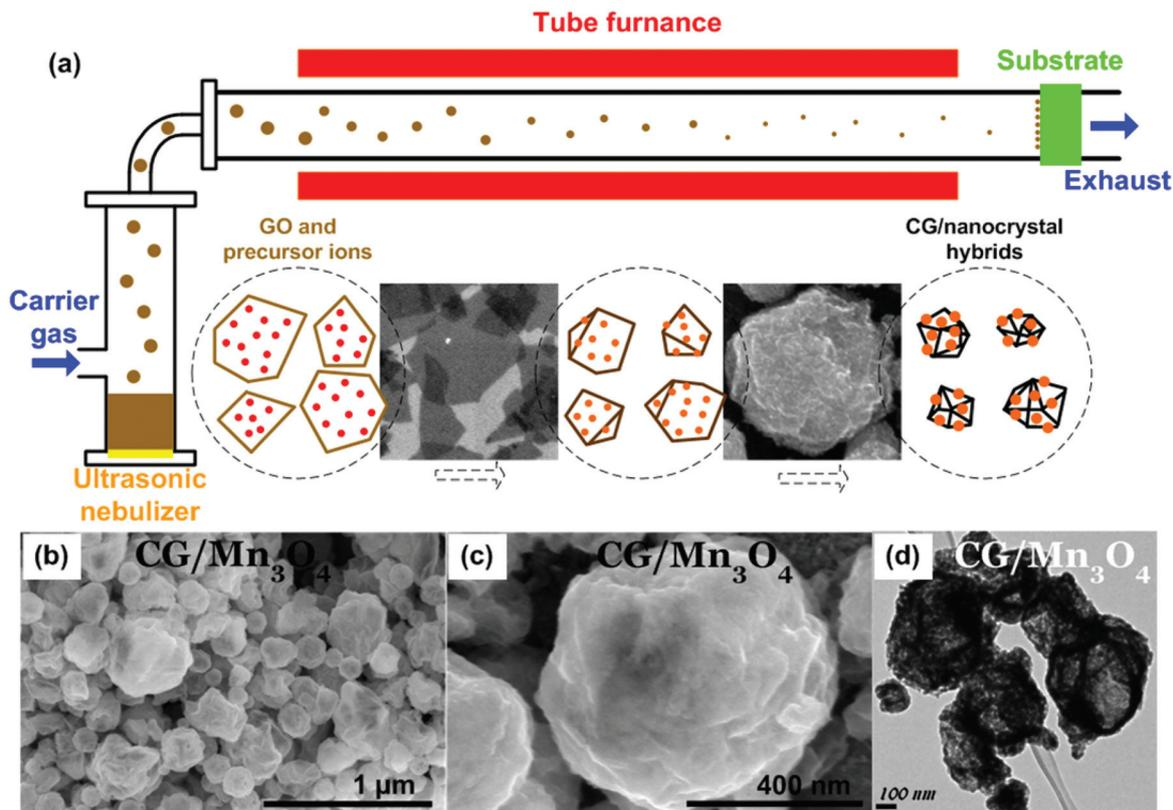 Tube furnance
(a)
Substrate
Exhaust
GO and
precursor ions
CG/nanocrystal
hybrids
Carrier
gas
Ultrasonic
nebulizer
(b) CG/Mn₃O₄
1 µm
(c) CG/Mn₃O₄
400 nm
(d) CG/Mn₃O₄
100 nm